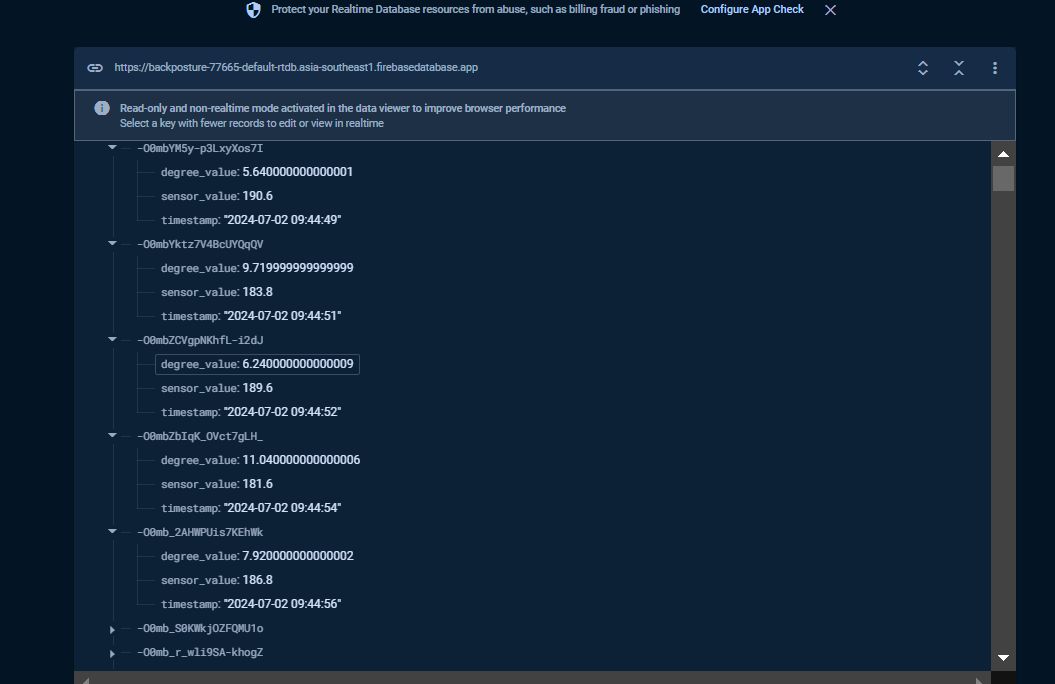 Protect your Realtime Database resources from abuse, such as billing fraud or phishing Configure App Check
https://backposture-77665-default-rtdb.asia-southeast1.firebasedatabase.app
Read-only and non-realtime mode activated in the data viewer to improve browser performance
Select a key with fewer records to edit or view in realtime
-O0mbYM5y-p3LxyXos7I
degree_value: 5.640000000000001
sensor_value: 190.6
timestamp: "2024-07-02 09:44:49"
-O0mbYktz7V4BcUYQqQV
degree_value: 9.719999999999999
sensor_value: 183.8
timestamp: "2024-07-02 09:44:51"
-O0mbZCVgpNKhfL-i2dJ
degree_value: 6.240000000000009
sensor_value: 189.6
timestamp: "2024-07-02 09:44:52"
-O0mbZbIqK_OVct7gLH_
degree_value: 11.040000000000006
sensor_value: 181.6
timestamp: "2024-07-02 09:44:54"
-O0mb_2AHWPUis7KEhWk
degree_value: 7.920000000000002
sensor_value: 186.8
timestamp: "2024-07-02 09:44:56"
-O0mb_S0KWkjOZFQMU1o
-O0mb_r_wli9SA-khogZ